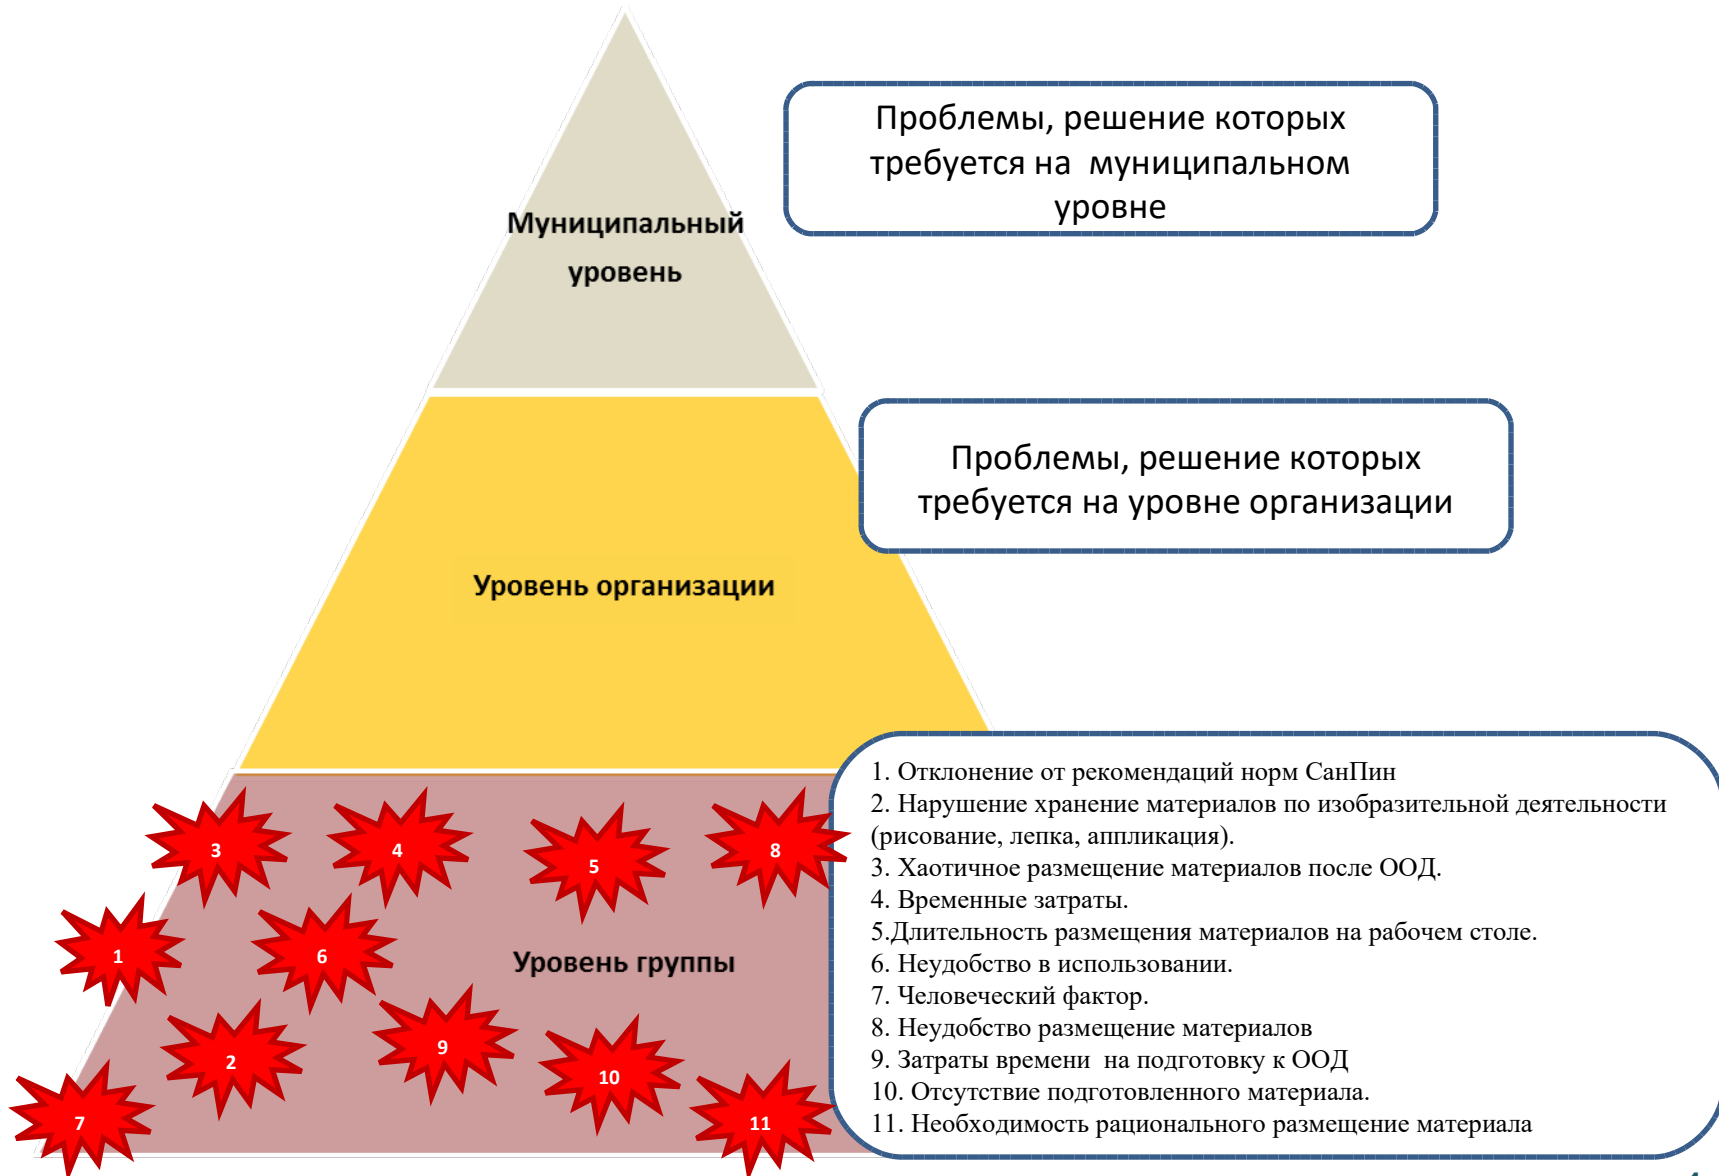 Проблемы, решение которых
требуется на муниципальном
уровне
Муниципальный
уровень
Проблемы, решение которых
требуется на уровне организации
Уровень организации
1. Отклонение от рекомендаций норм СанПин
2. Нарушение хранение материалов по изобразительной деятельности
(рисование, лепка, аппликация).
3. Хаотичное размещение материалов после ООД.
4. Временные затраты.
5.Длительность размещения материалов на рабочем столе.
6. Неудобство в использовании.
7. Человеческий фактор.
8. Неудобство размещение материалов
9. Затраты времени на подготовку к ООД
10. Отсутствие подготовленного материала.
11. Необходимость рационального размещение материала
3
4
5
8
1
6
Уровень группы
2
9
10
7
11